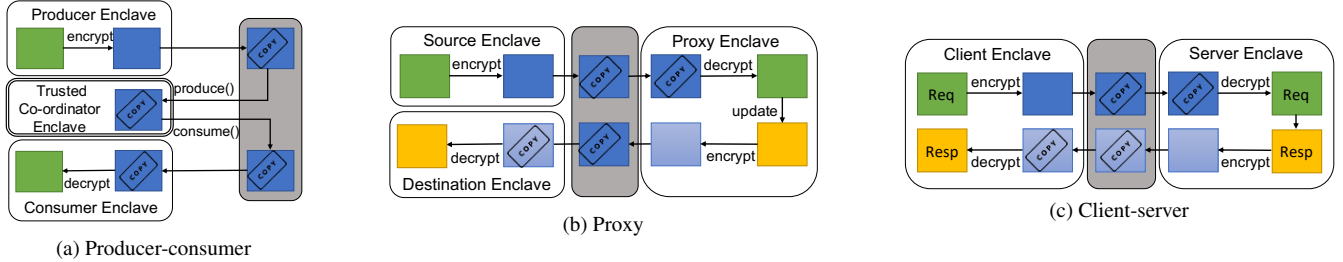 Producer Enclave
encrypt
COPY
produce()
Trusted
Co-ordinator
Enclave
COPY
consume()
COPY
COPY
decrypt
Consumer Enclave
(a) Producer-consumer
Source Enclave
Proxy Enclave
encrypt
COPY
COPY
decrypt
update
COPY
COPY
decrypt
encrypt
Destination Enclave
(b) Proxy
Client Enclave
Server Enclave
Req
encrypt
COPY
COPY
decrypt
Req
Resp
decrypt
COPY
COPY
encrypt
Resp
(c) Client-server